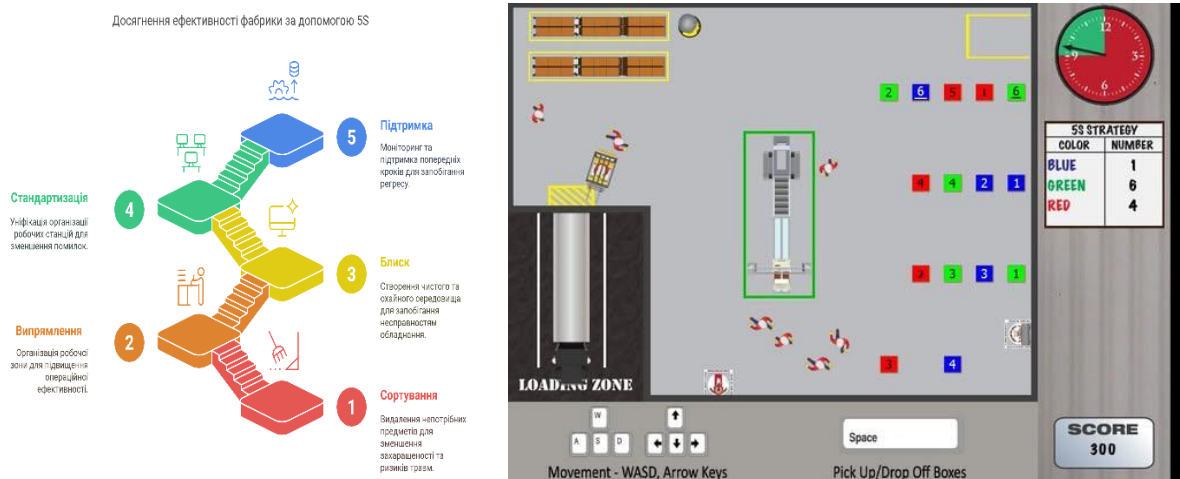 Досягнення ефективності фабрики за допомогою 5S
5
Підтримка
Моніторинг та
підтримка попередніх
кроків для запобігання
регресу.
Стандартизація
4
Уніфікація організації
робочих станцій для
зменшення помилок.
3
Блиск
Створення чистого та
охайного середовища
для запобігання
несправностям
обладнання.
Випрямлення
2
Організація робочої
зони для підвищення
операційної
ефективності.
1
Сортування
Видалення непотрібних
предметів для
зменшення
захаращеності та
ризиків травм.
12
9 3
6
2 6 5 1 6
4 2 1
3 3 1
3 4
5S STRATEGY
COLOR NUMBER
BLUE 1
GREEN 6
RED 4
LOADING ZONE
W
A S D
Space
Movement - WASD, Arrow Keys
Pick Up/Drop Off Boxes
SCORE
300